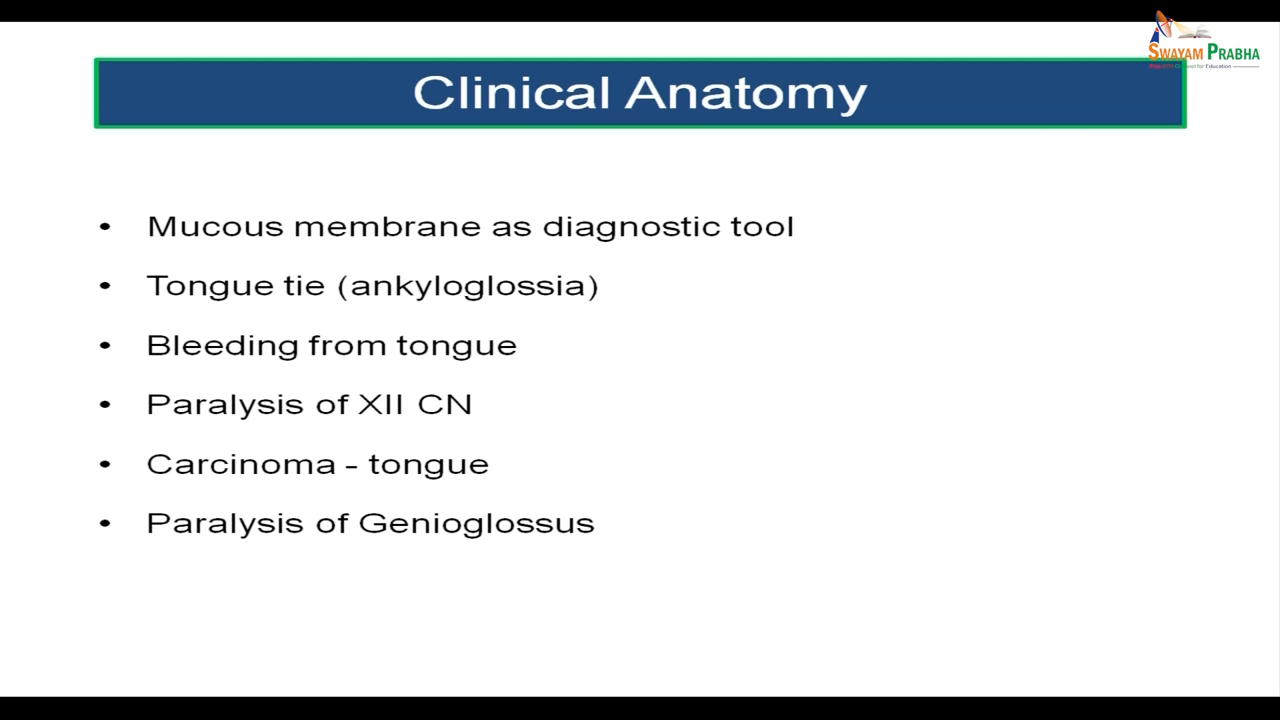 SWAYAM PRABHA
Clinical Anatomy
• Mucous membrane as diagnostic tool
• Tongue tie (ankyloglossia)
• Bleeding from tongue
• Paralysis of XII CN
• Carcinoma - tongue
• Paralysis of Genioglossus